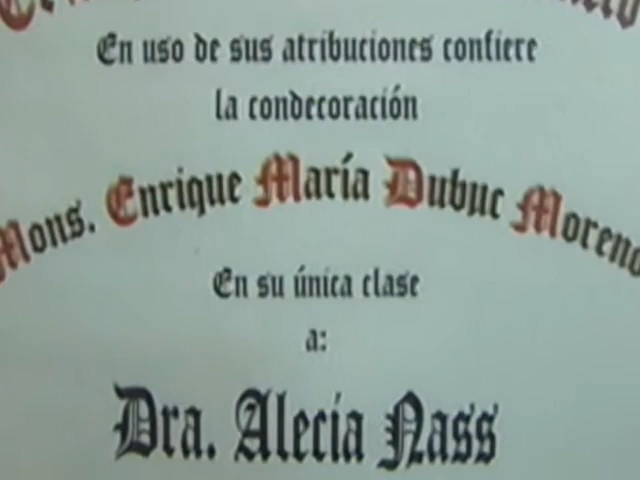 En uso de sus atribuciones confiere
la condecoración
Mons. Enrique María Dubuc Moreno
En su única clase
a:
Dra. Alecia Nass